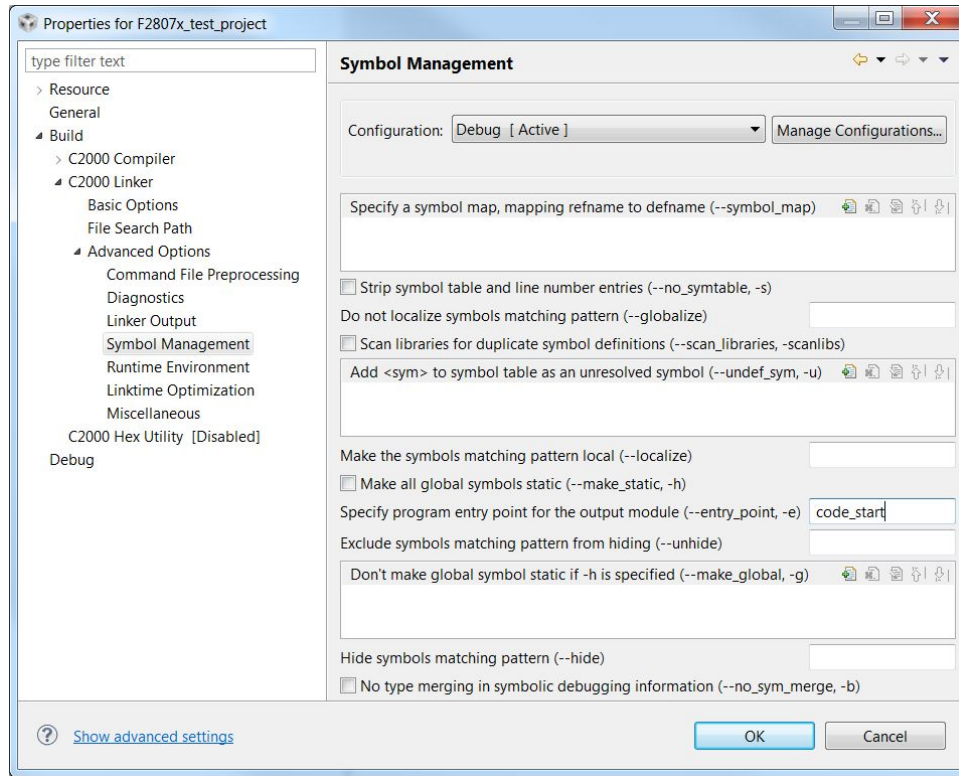 Properties for F2807x_test_project
type filter text
Resource
General
Build
C2000 Compiler
C2000 Linker
Basic Options
File Search Path
Advanced Options
Command File Preprocessing
Diagnostics
Linker Output
Symbol Management
Runtime Environment
Linktime Optimization
Miscellaneous
C2000 Hex Utility [Disabled]
Debug
Symbol Management
Configuration: Debug [ Active ] Manage Configurations...
Specify a symbol map, mapping refname to defname (--symbol_map)
Strip symbol table and line number entries (--no_symtable, -s)
Do not localize symbols matching pattern (--globalize)
Scan libraries for duplicate symbol definitions (--scan_libraries, -scanlibs)
Add <sym> to symbol table as an unresolved symbol (--undef_sym, -u)
Make the symbols matching pattern local (--localize)
Make all global symbols static (--make_static, -h)
Specify program entry point for the output module (--entry_point, -e) code_start
Exclude symbols matching pattern from hiding (--unhide)
Don't make global symbol static if -h is specified (--make_global, -g)
Hide symbols matching pattern (--hide)
No type merging in symbolic debugging information (--no_sym_merge, -b)
Show advanced settings
OK
Cancel